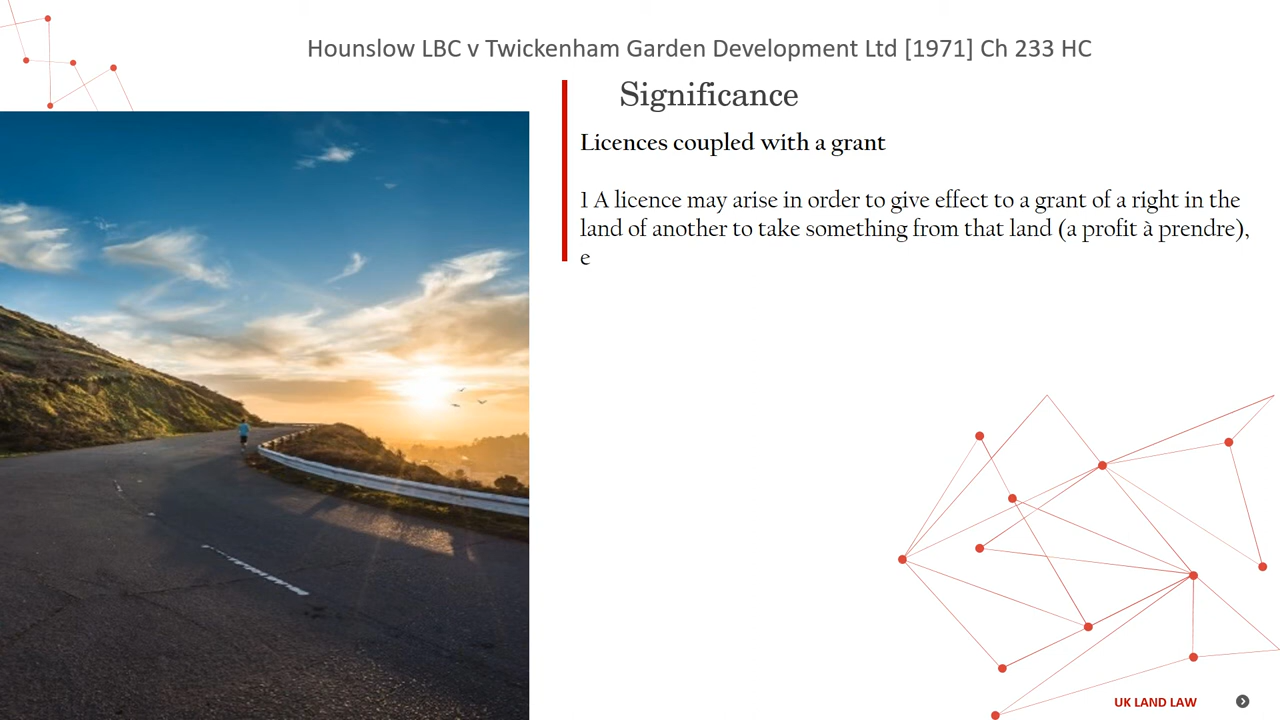 Hounslow LBC v Twickenham Garden Development Ltd [1971] Ch 233 HC
Significance
Licences coupled with a grant
1 A licence may arise in order to give effect to a grant of a right in the
land of another to take something from that land (a profit à prendre),
e
UK LAND LAW